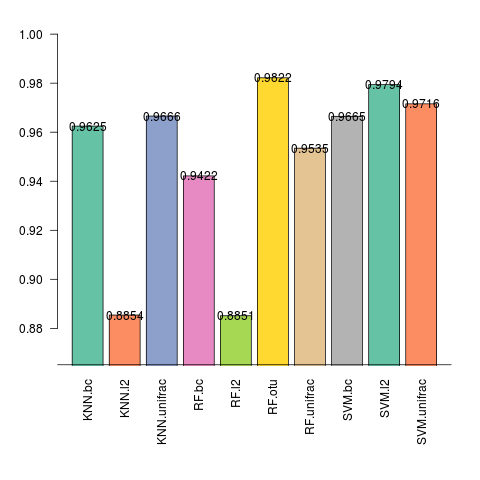 1.00
0.98
0.96
0.94
0.92
0.90
0.88
0.9625
0.8854
0.9666
0.9422
0.8851
0.9822
0.9535
0.9665
0.9794
0.9716
KNN.bc
KNN.l2
KNN.unifrac
RF.bc
RF.l2
RF.otu
RF.unifrac
SVM.bc
SVM.l2
SVM.unifrac